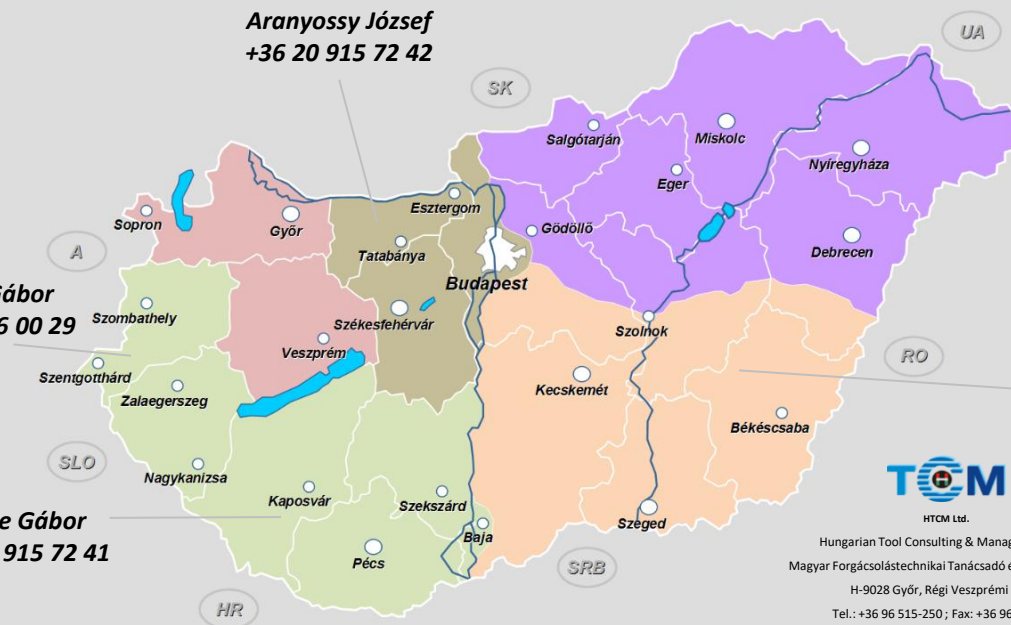 Aranyossy József
+36 20 915 72 42
UA
SK
Salgótarján
Miskolc
Nyíregyháza
Eger
Esztergom
Sopron
Győr
Gödöllő
A
Tatabánya
Debrecen
Budapest
Gábor
00 29
Szombathely
Székesfehérvár
Szolnok
Veszprém
RO
Szentgotthárd
Zalaegerszeg
Kecskemét
Békéscsaba
SLO
Nagykanizsa
Kaposvár
Szekszárd
TCM
H
Gábor
915 72 41
Baja
Szeged
HTCM Ltd.
Pécs
SRB
Hungarian Tool Consulting &
Magyar Forgácsolástechnikai Tanácsadó
HR
H-9028 Győr, Régi Veszprémi
Tel.: +36 96 515-250 ; Fax: +36 96